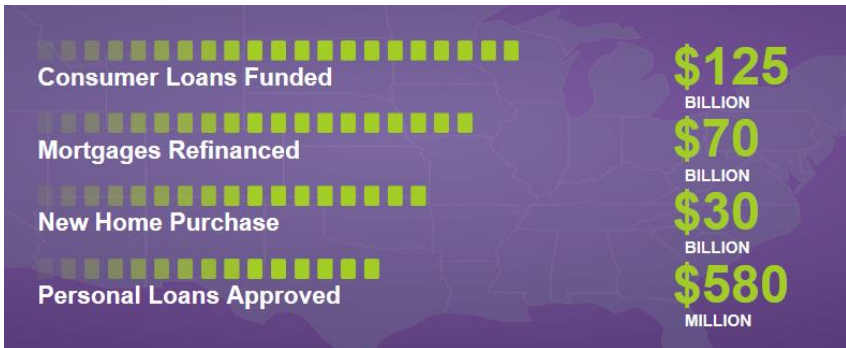 Consumer Loans Funded
$125
BILLION
Mortgages Refinanced
$70
BILLION
New Home Purchase
$30
BILLION
Personal Loans Approved
$580
MILLION